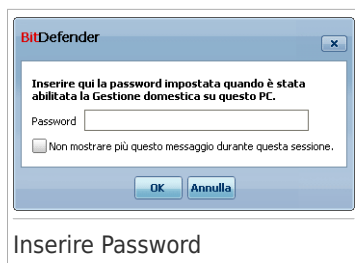 BitDefender
Inserire qui la password impostata quando è stata
abilitata la Gestione domestica su questo PC.
Password
Non mostrare più questo messaggio durante questa sessione.
OK Annulla
Inserire Password